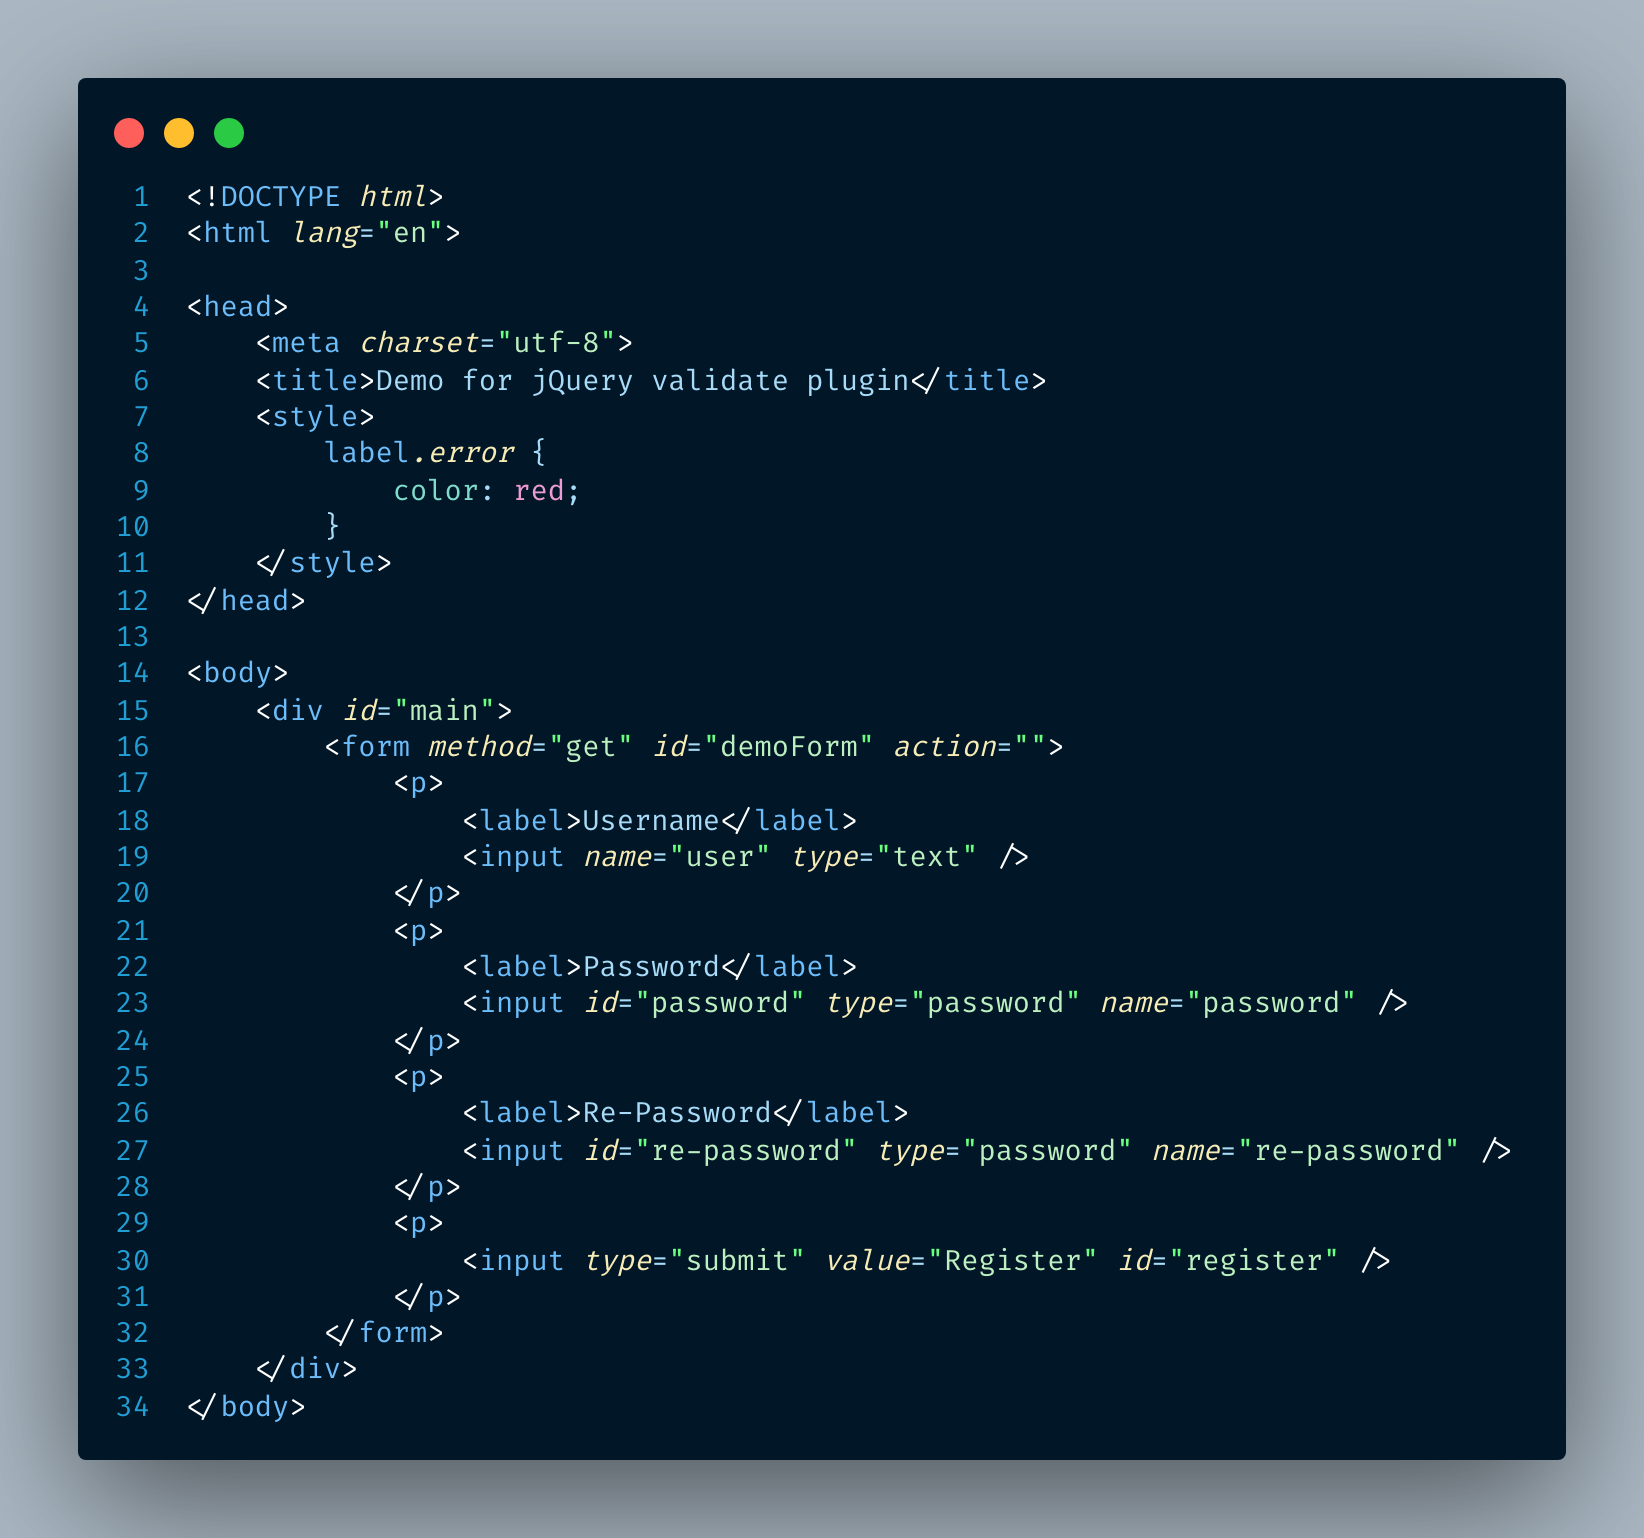 1 <!DOCTYPE html>
2 <html lang="en">
3
4 <head>
5     <meta charset="utf-8">
6     <title>Demo for jQuery validate plugin</title>
7     <style>
8         label.error {
9             color: red;
10         }
11     </style>
12 </head>
13
14 <body>
15     <div id="main">
16         <form method="get" id="demoForm" action="">
17             <p>
18                 <label>Username</label>
19                 <input name="user" type="text" />
20             </p>
21             <p>
22                 <label>Password</label>
23                 <input id="password" type="password" name="password" />
24             </p>
25             <p>
26                 <label>Re-Password</label>
27                 <input id="re-password" type="password" name="re-password" />
28             </p>
29             <p>
30                 <input type="submit" value="Register" id="register" />
31             </p>
32         </form>
33     </div>
34 </body>